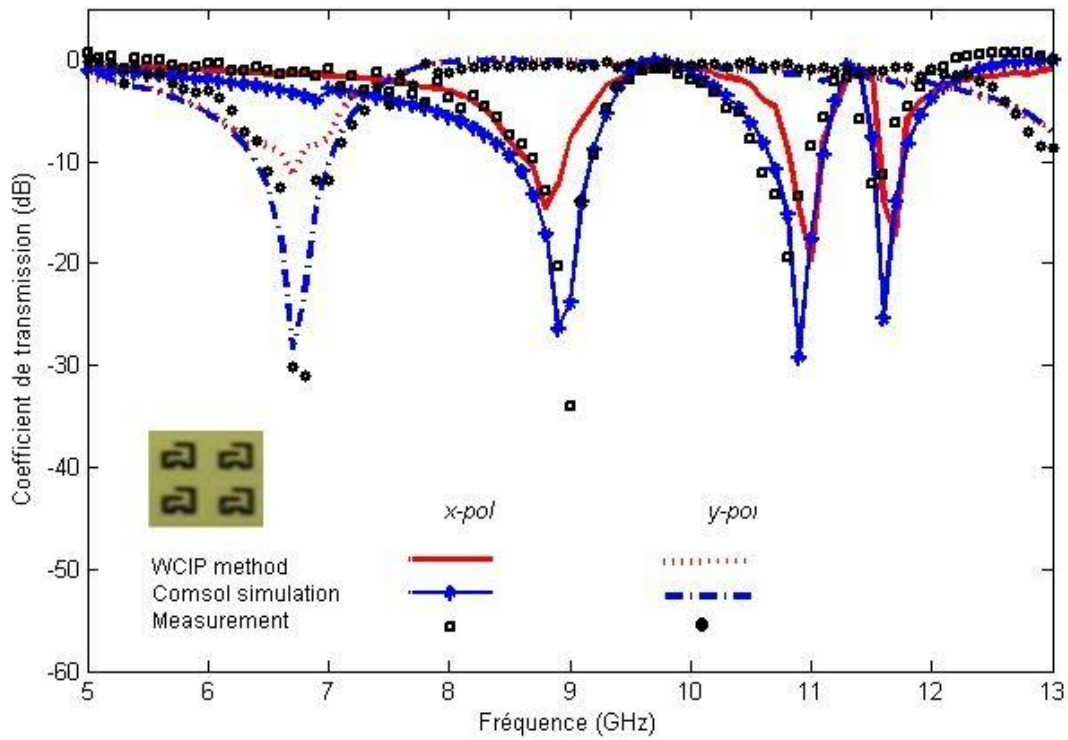 0
-10
-20
-30
-40
-50
-60
5 6 7 8 9 10 11 12 13
Coefficient de transmission (dB)
Fréquence (GHz)
x-pol y-pol
WCIP method
Comsol simulation
Measurement